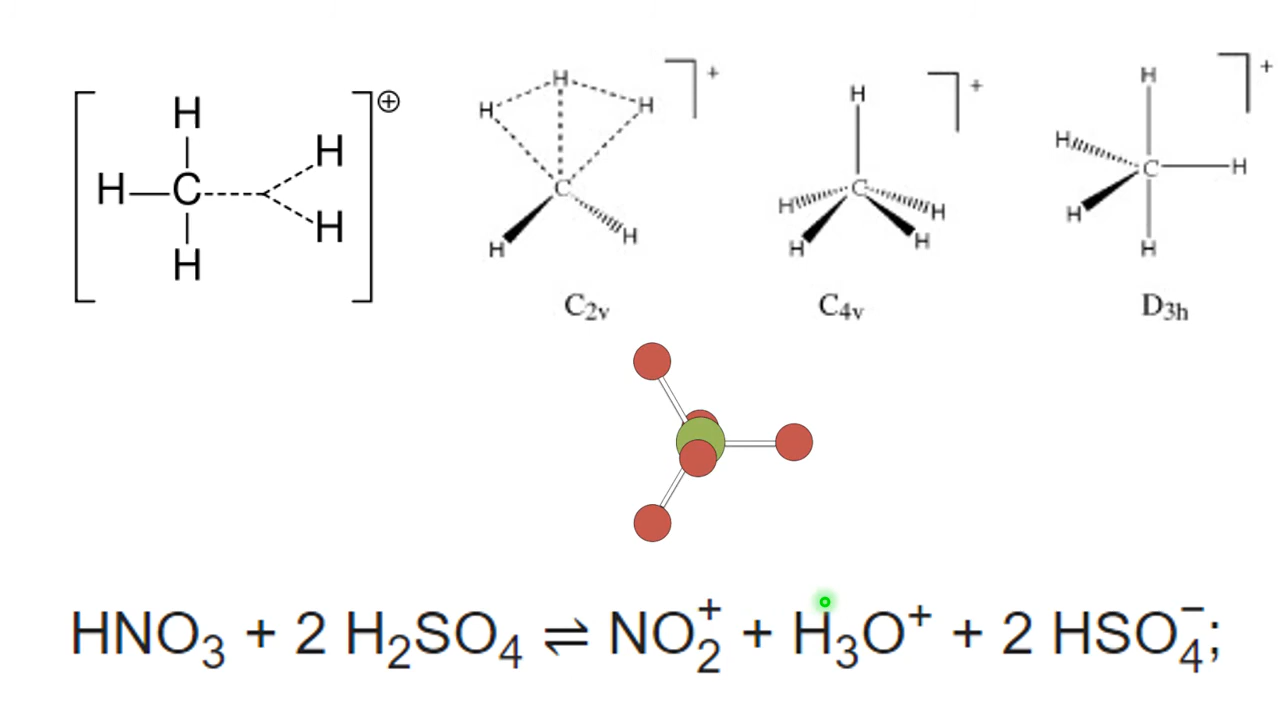 H
H—C
H
H
H
⊕
H
H
H
C
H
H
+
C₂ᵥ
H
C
H
H
H
H
+
C₄ᵥ
H
H
C—H
H
H
+
D₃ₕ
HNO₃ + 2 H₂SO₄ ⇌ NO₂⁺ + H₃O⁺ + 2 HSO₄⁻;